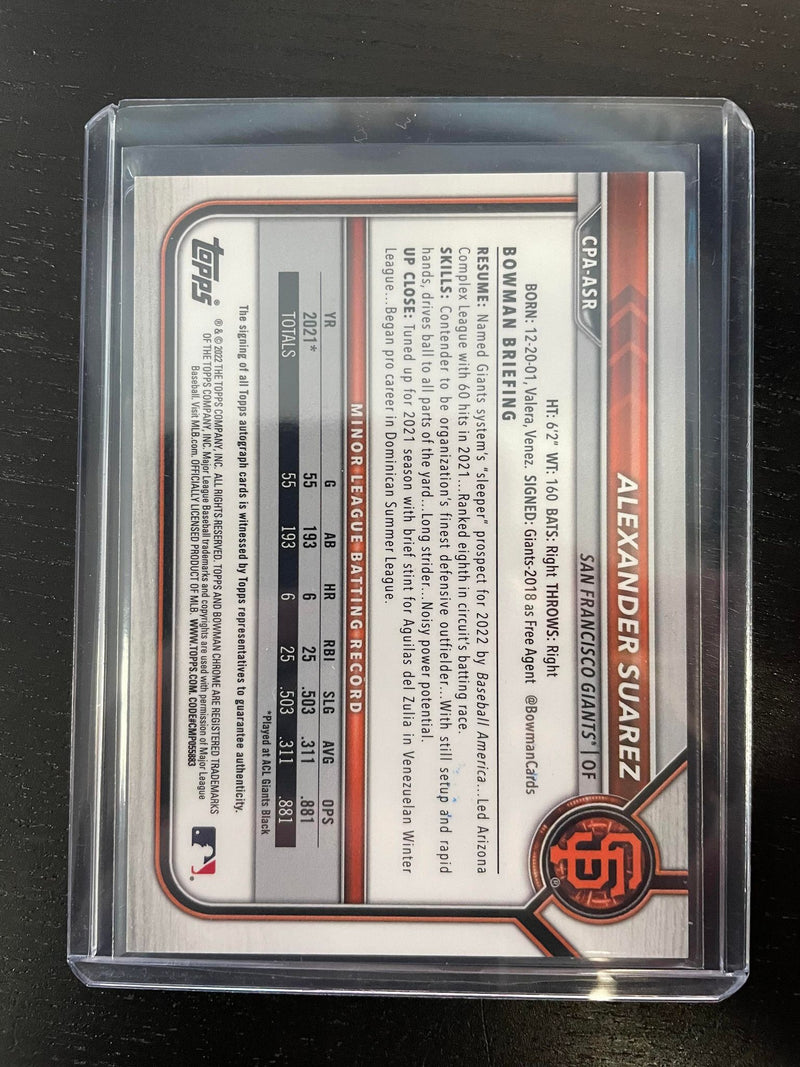 CPA-ASR
ALEXANDER SUAREZ
SAN FRANCISCO GIANTS® | OF
SF
®
HT: 6'2" WT: 160 BATS: Right THROWS: Right
BORN: 12-20-01, Valera, Venez. SIGNED: Giants-2018 as Free Agent @BowmanCards
BOWMAN BRIEFING
RESUME: Named Giants system's "sleeper" prospect for 2022 by Baseball America...Led Arizona
Complex League with 60 hits in 2021...Ranked eighth in circuit's batting race.
SKILLS: Contender to be organization's finest defensive outfielder...With still setup and rapid
hands, drives ball to all parts of the yard...Long strider...Noisy power potential.
UP CLOSE: Tuned up for 2021 season with brief stint for Aguilas del Zulia in Venezuelan Winter
League...Began pro career in Dominican Summer League.
MINOR LEAGUE BATTING RECORD
YR G AB HR RBI SLG AVG OPS
2021* 55 193 6 25 .503 .311 .881
TOTALS 55 193 6 25 .503 .311 .881
*Played at ACL Giants Black
The signing of all Topps autograph cards is witnessed by Topps representatives to guarantee authenticity.
topps®
® & © 2022 THE TOPPS COMPANY, INC. ALL RIGHTS RESERVED. TOPPS AND BOWMAN CHROME ARE REGISTERED TRADEMARKS
OF THE TOPPS COMPANY, INC. Major League Baseball trademarks and copyrights are used with permission of Major League
Baseball. Visit MLB.com. OFFICIALLY LICENSED PRODUCT OF MLB WWW.TOPPS.COM. CODE#CMP055883